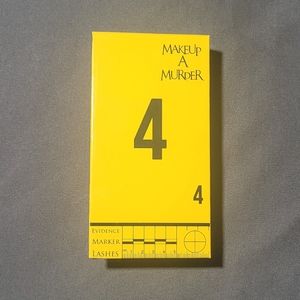 MAKEUP
A
MURDER
4
4
EVIDENCE
MARKER
LASHES